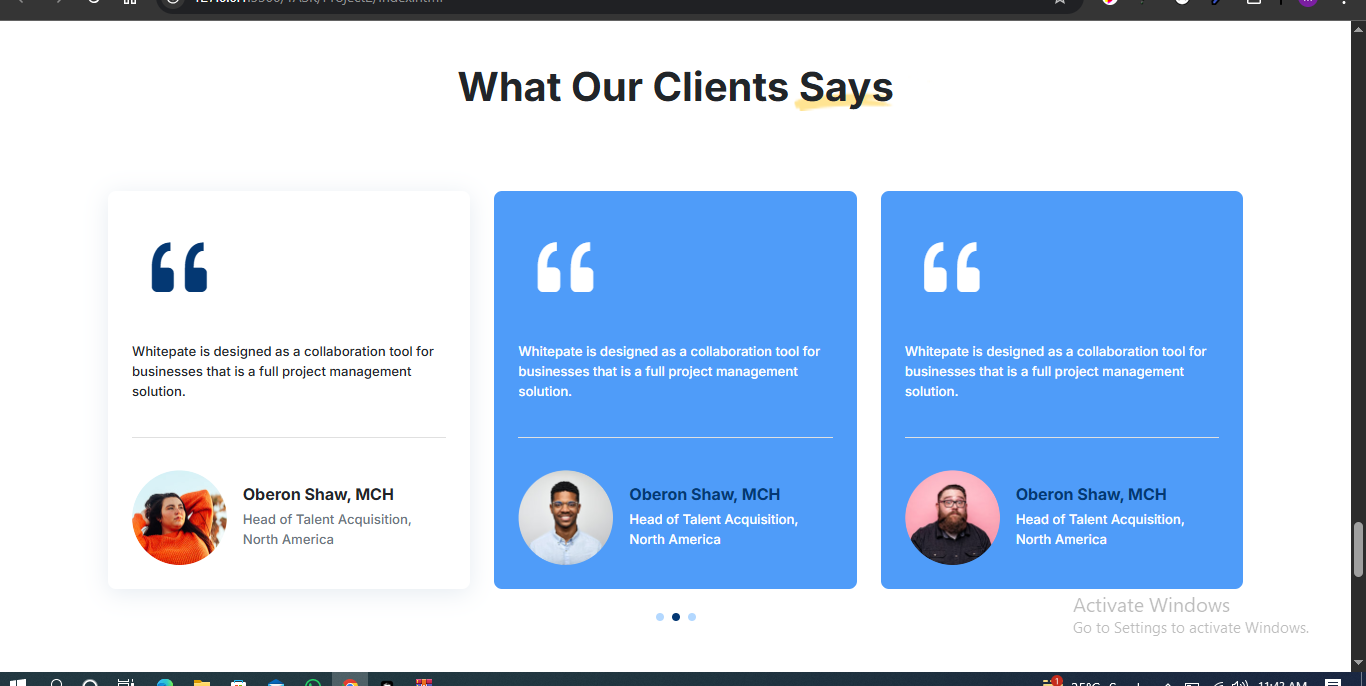 What Our Clients Says
Whitepate is designed as a collaboration tool for
businesses that is a full project management
solution.
Oberon Shaw, MCH
Head of Talent Acquisition,
North America
Whitepate is designed as a collaboration tool for
businesses that is a full project management
solution.
Oberon Shaw, MCH
Head of Talent Acquisition,
North America
Whitepate is designed as a collaboration tool for
businesses that is a full project management
solution.
Oberon Shaw, MCH
Head of Talent Acquisition,
North America
Activate Windows
Go to Settings to activate Windows.
1
11:43 AM